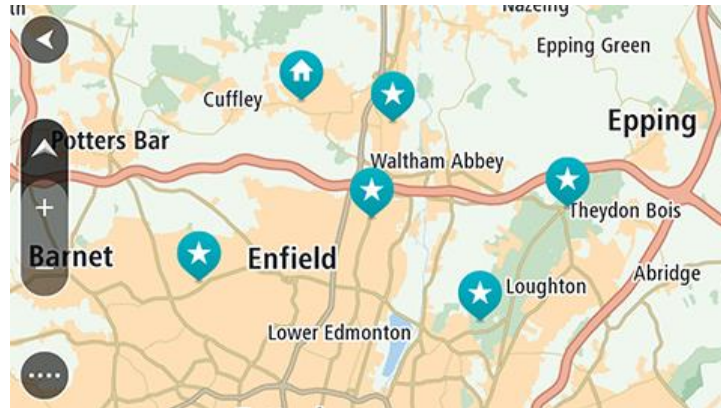 Nazeing
Epping Green
Cuffley
Epping
Potters Bar
Waltham Abbey
Theydon Bois
Barnet
Enfield
Loughton
Abridge
Lower Edmonton